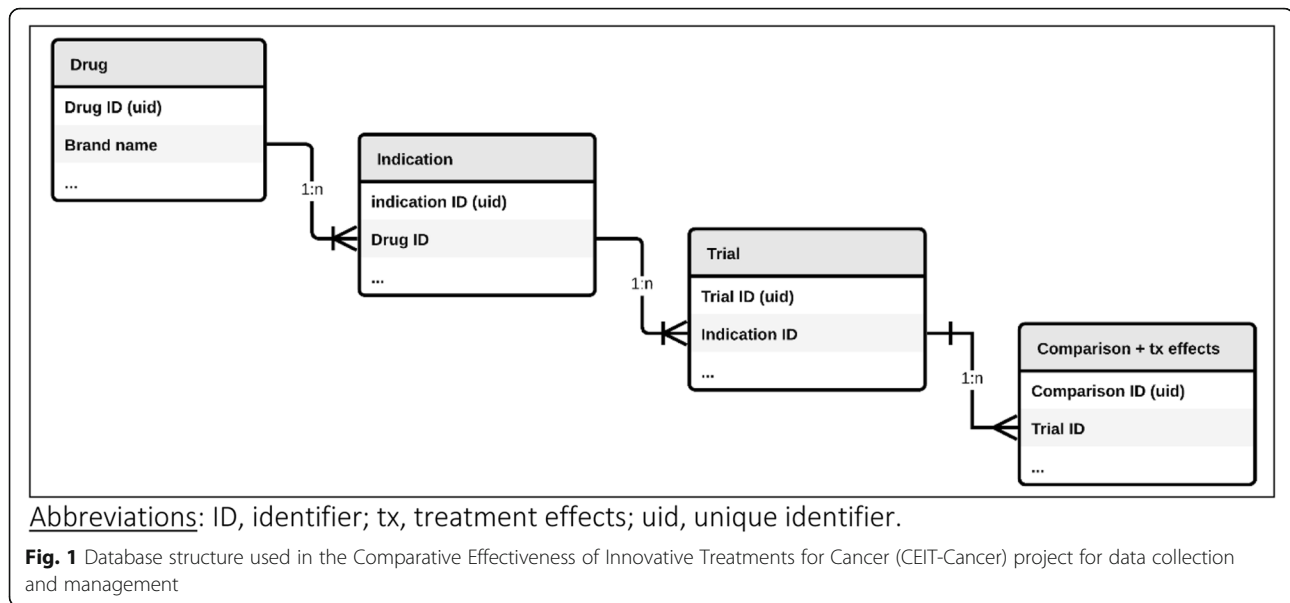 Drug
Drug ID (uid)
Brand name
...
1:n
Indication
indication ID (uid)
Drug ID
...
1:n
Trial
Trial ID (uid)
Indication ID
...
1:n
Comparison + tx effects
Comparison ID (uid)
Trial ID
...
Abbreviations: ID, identifier; tx, treatment effects; uid, unique identifier.
Fig. 1 Database structure used in the Comparative Effectiveness of Innovative Treatments for Cancer (CEIT-Cancer) project for data collection
and management